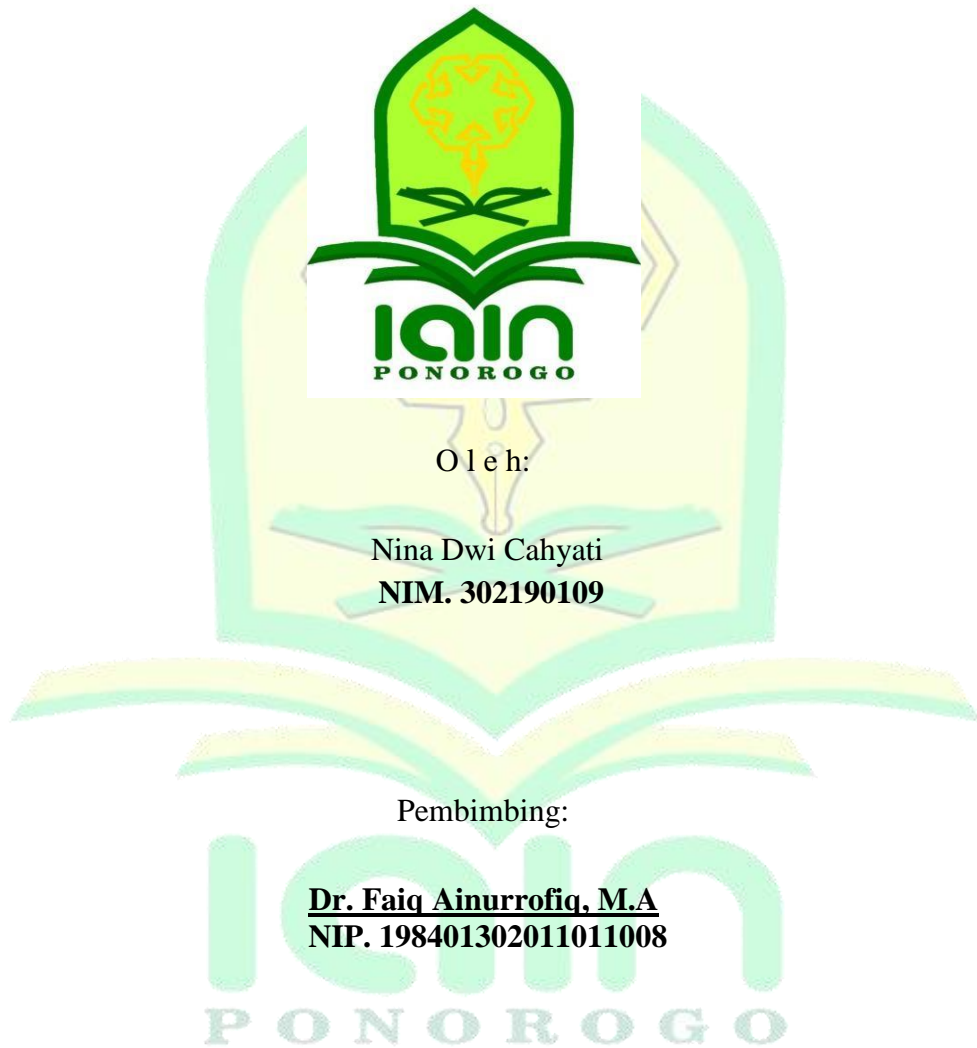 IAIN
PONOROGO
O l e h:
Nina Dwi Cahyati
NIM. 302190109
Pembimbing:
Dr. Faiq Ainurrofiq, M.A
NIP. 198401302011011008
IAIN
PONOROGO